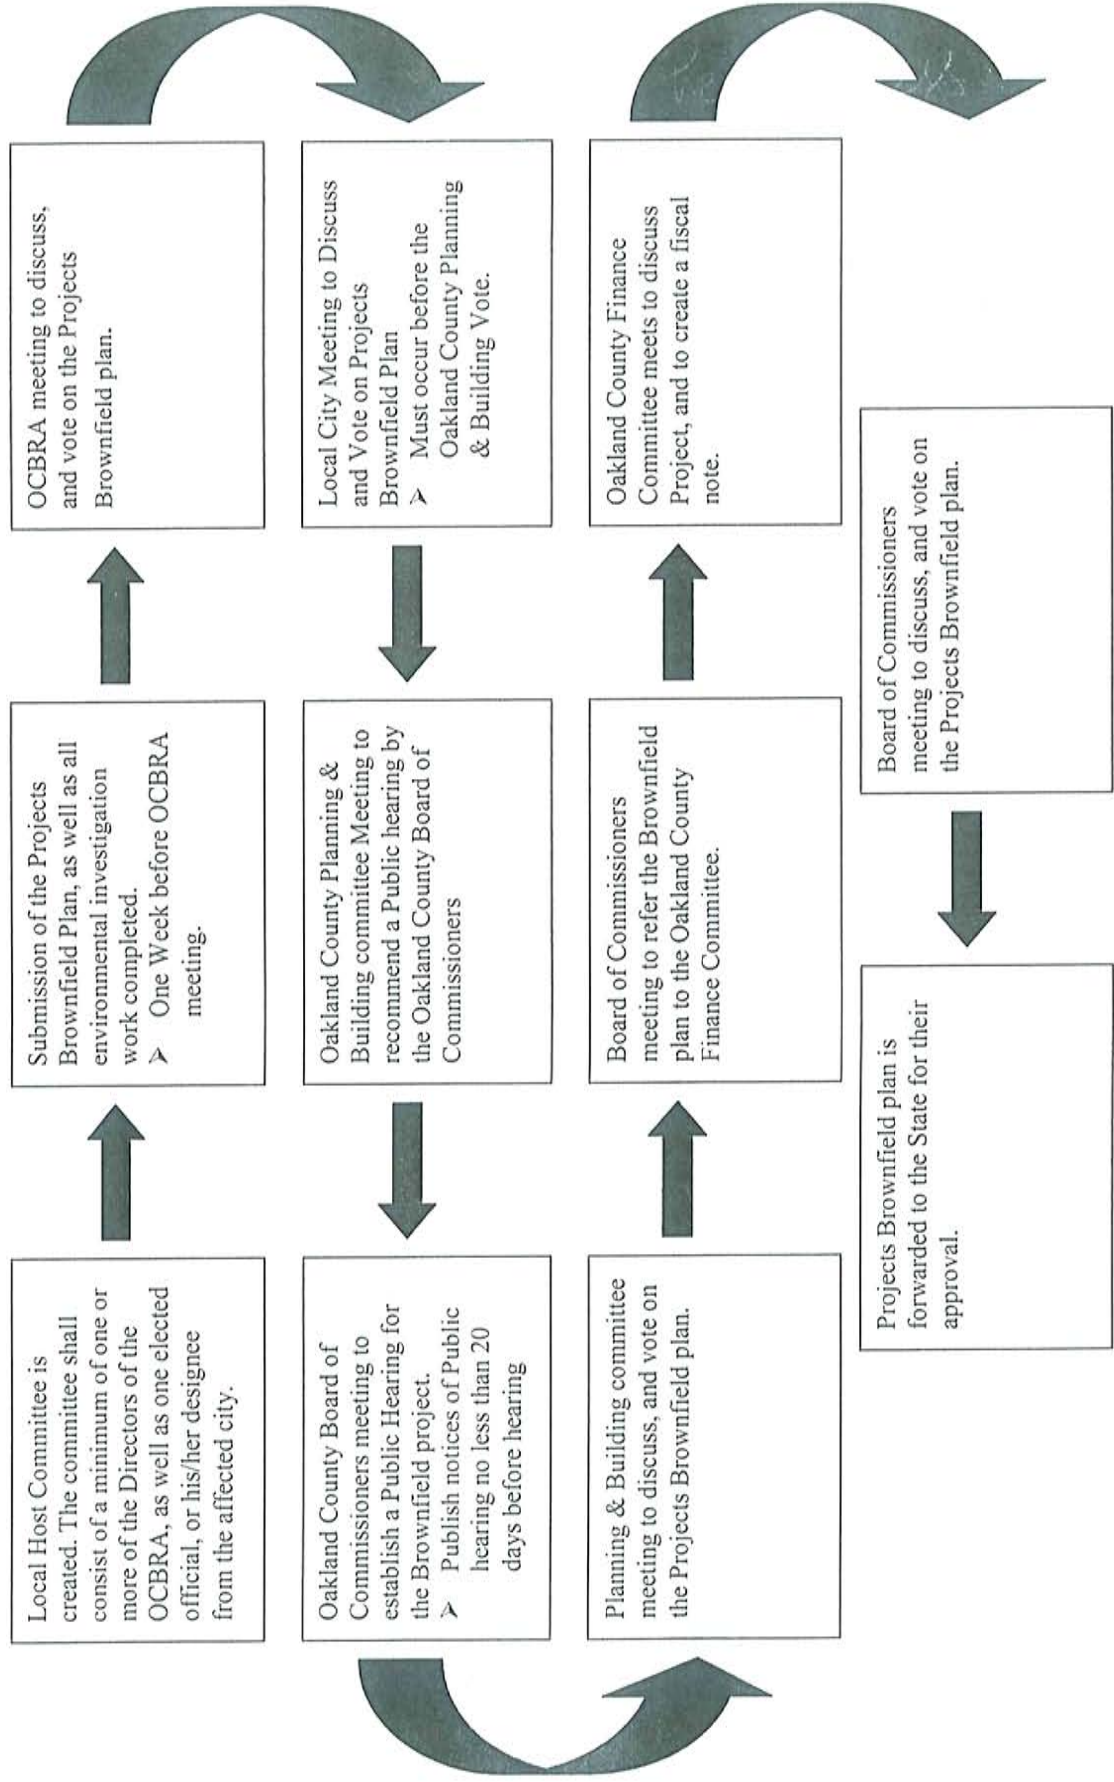 Local Host Committee is
created. The committee shall
consist of a minimum of one or
more of the Directors of the
OCBRA, as well as one elected
official, or his/her designee
from the affected city.
Submission of the Projects
Brownfield Plan, as well as all
environmental investigation
work completed.
➢ One Week before OCBRA
meeting.
OCBRA meeting to discuss,
and vote on the Projects
Brownfield plan.
Local City Meeting to Discuss
and Vote on Projects
Brownfield Plan
➢ Must occur before the
Oakland County Planning
& Building Vote.
Oakland County Planning &
Building committee Meeting to
recommend a Public hearing by
the Oakland County Board of
Commissioners
Oakland County Board of
Commissioners meeting to
establish a Public Hearing for
the Brownfield project.
➢ Publish notices of Public
hearing no less than 20
days before hearing
Planning & Building committee
meeting to discuss, and vote on
the Projects Brownfield plan.
Board of Commissioners
meeting to refer the Brownfield
plan to the Oakland County
Finance Committee.
Oakland County Finance
Committee meets to discuss
Project, and to create a fiscal
note.
Board of Commissioners
meeting to discuss, and vote on
the Projects Brownfield plan.
Projects Brownfield plan is
forwarded to the State for their
approval.